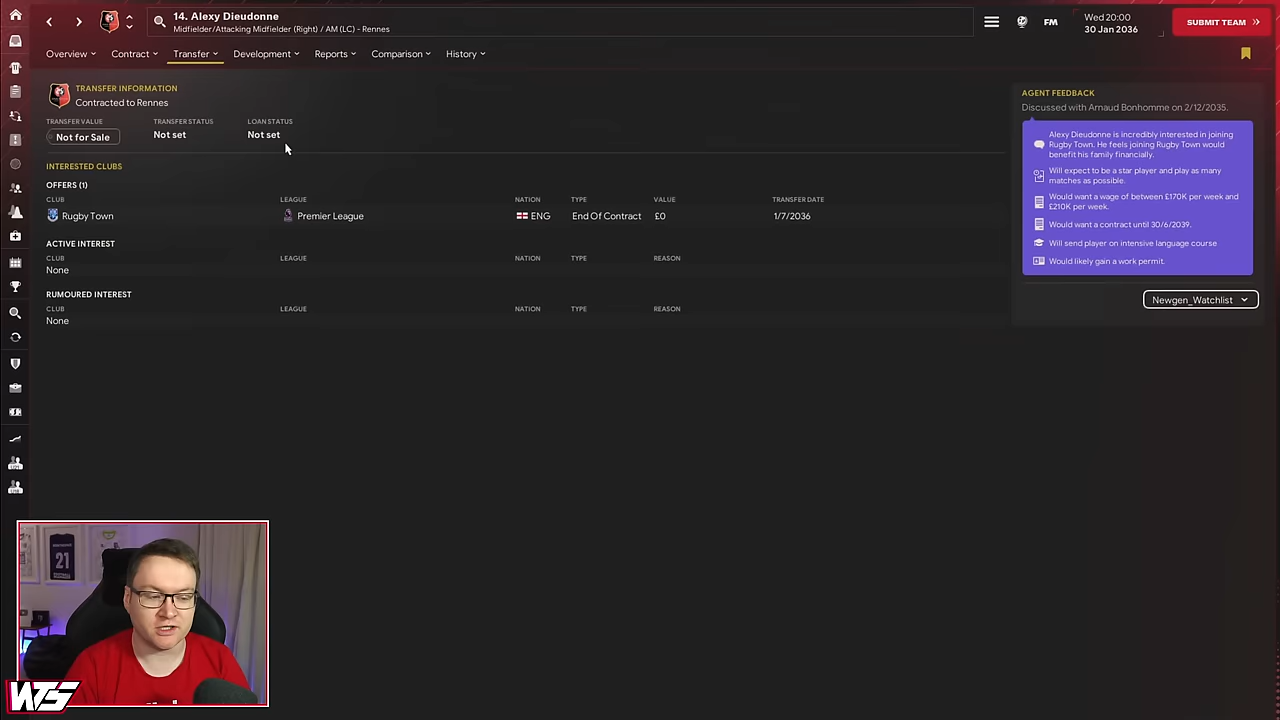 14. Alexy Dieudonne
Midfielder/Attacking Midfielder (Right) / AM (LC) - Rennes
FM
Wed 20:00
30 Jan 2036
SUBMIT TEAM
Overview
Contract
Transfer
Development
Reports
Comparison
History
TRANSFER INFORMATION
Contracted to Rennes
TRANSFER VALUE
TRANSFER STATUS
LOAN STATUS
Not for Sale
Not set
Not set
INTERESTED CLUBS
OFFERS (1)
CLUB LEAGUE NATION TYPE VALUE TRANSFER DATE
Rugby Town Premier League ENG End Of Contract £0 1/7/2036
ACTIVE INTEREST
CLUB LEAGUE NATION TYPE REASON
None
RUMOURED INTEREST
CLUB LEAGUE NATION TYPE REASON
None
AGENT FEEDBACK
Discussed with Arnaud Bonhomme on 2/12/2035.
Alexy Dieudonne is incredibly interested in joining
Rugby Town. He feels joining Rugby Town would
benefit his family financially.
Will expect to be a star player and play as many
matches as possible.
Would want a wage of between £170K per week and
£210K per week.
Would want a contract until 30/6/2039.
Will send player on intensive language course
Would likely gain a work permit.
Newgen_Watchlist
21
WTS